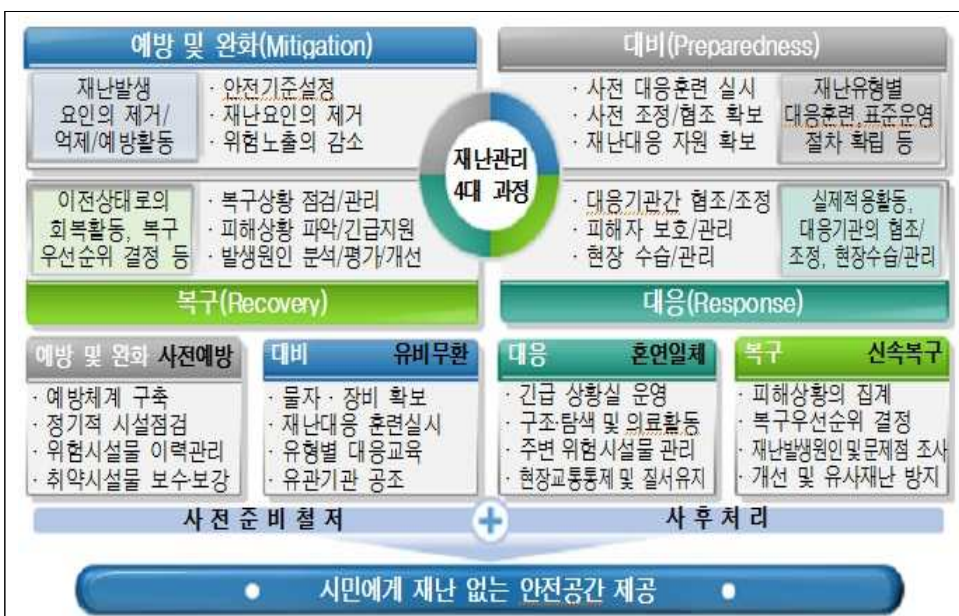 예방 및 완화(Mitigation)
재난발생
요인의 제거/
억제/예방활동
· 안전기준설정
· 재난요인의 제거
· 위험노출의 감소
대비(Preparedness)
· 사전 대응훈련 실시
· 사전 조정/협조 확보
· 재난대응 자원 확보
재난유형별
대응훈련, 표준운영
절차 확립 등
재난관리
4대 과정
이전상태로의
회복활동, 복구
우선순위 결정 등
· 복구상황 점검/관리
· 피해상황 파악/긴급지원
· 발생원인 분석/평가/개선
복구(Recovery)
· 대응기관간 협조/조정
· 피해자 보호/관리
· 현장 수습/관리
실제적용활동,
대응기관의 협조/
조정, 현장수습/관리
대응(Response)
예방 및 완화 사전예방
· 예방체계 구축
· 정기적 시설점검
· 위험시설물 이력관리
· 취약시설물 보수·보강
대비 유비무환
· 물자 · 장비 확보
· 재난대응 훈련실시
· 유형별 대응교육
· 유관기관 공조
대응 혼연일체
· 긴급 상황실 운영
· 구조·탐색 및 의료활동
· 주변 위험시설물 관리
· 현장교통통제 및 질서유지
복구 신속복구
· 피해상황의 집계
· 복구우선순위 결정
· 재난발생원인 및 문제점 조사
· 개선 및 유사재난 방지
사전준비철저 + 사후처리
시민에게 재난 없는 안전공간 제공